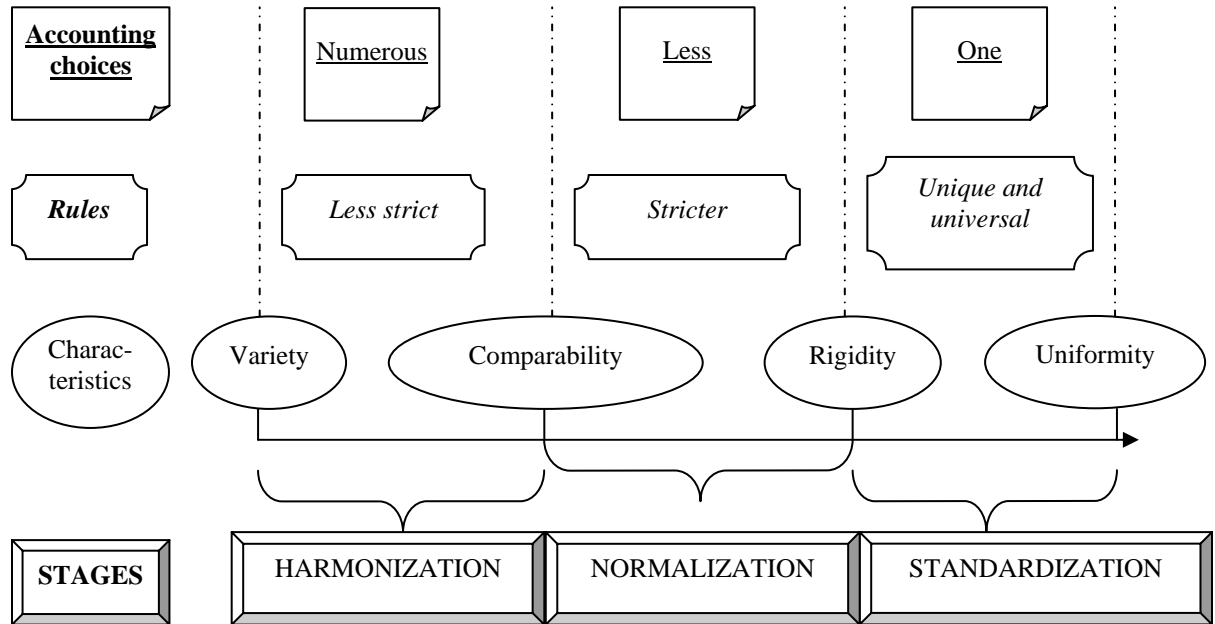 Accounting
choices
Numerous
Less
One
Rules
Less strict
Stricter
Unique and
universal
Charac-
teristics
Variety
Comparability
Rigidity
Uniformity
STAGES
HARMONIZATION
NORMALIZATION
STANDARDIZATION